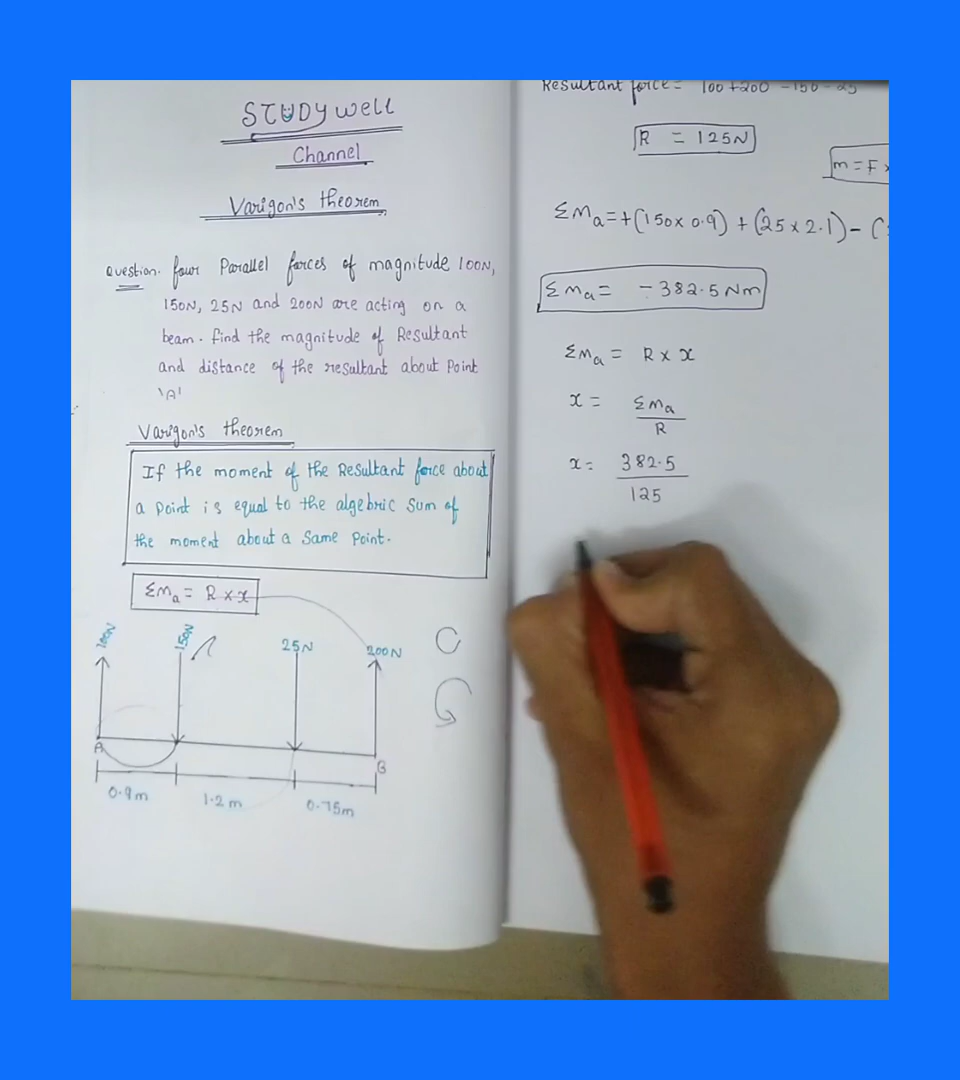 STUDY well
Channel
Varigon's theorem
Question. four Parallel forces of magnitude 100N,
150N, 25N and 200N are acting on a
beam. find the magnitude of Resultant
and distance of the resultant about Point
'A'
Varigon's theorem
If the moment of the Resultant force about
a point is equal to the algebric sum of
the moment about a same point.
Σma = R x x
100N
150N
25N
200N
A
B
0.9m
1.2 m
0.75m
Resultant force = 100 +200 -150 - 25
R = 125N
m = F x
ΣMa = +(150 x 0.9) + (25 x 2.1) - (
Σma = - 382.5 Nm
Σma = R x x
x = Σma
R
x = 382.5
125